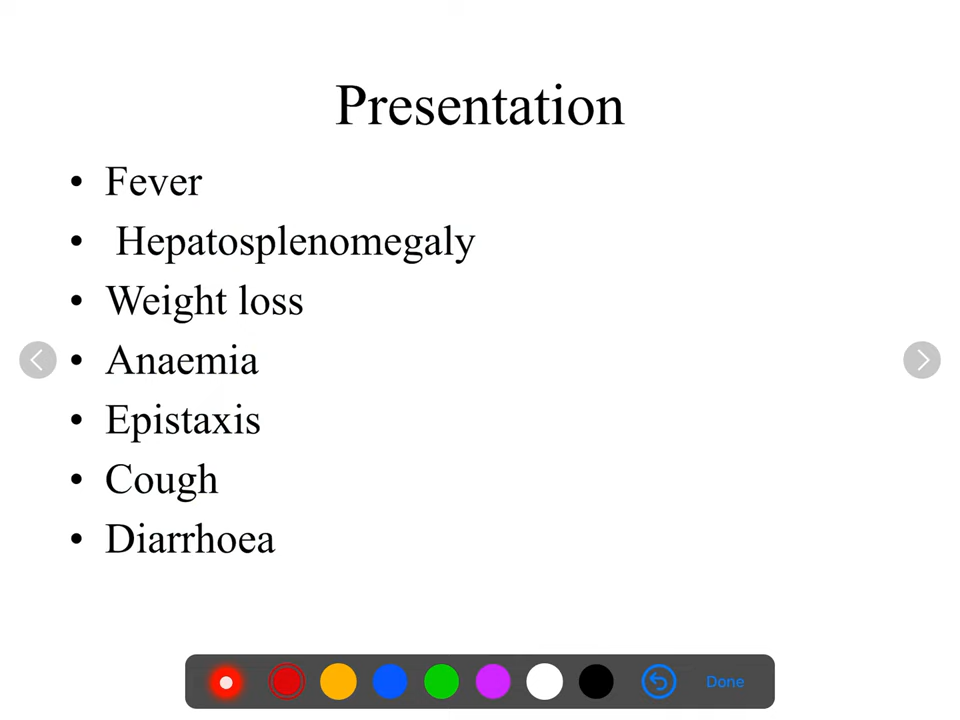 Presentation
• Fever
• Hepatosplenomegaly
• Weight loss
• Anaemia
• Epistaxis
• Cough
• Diarrhoea
Done